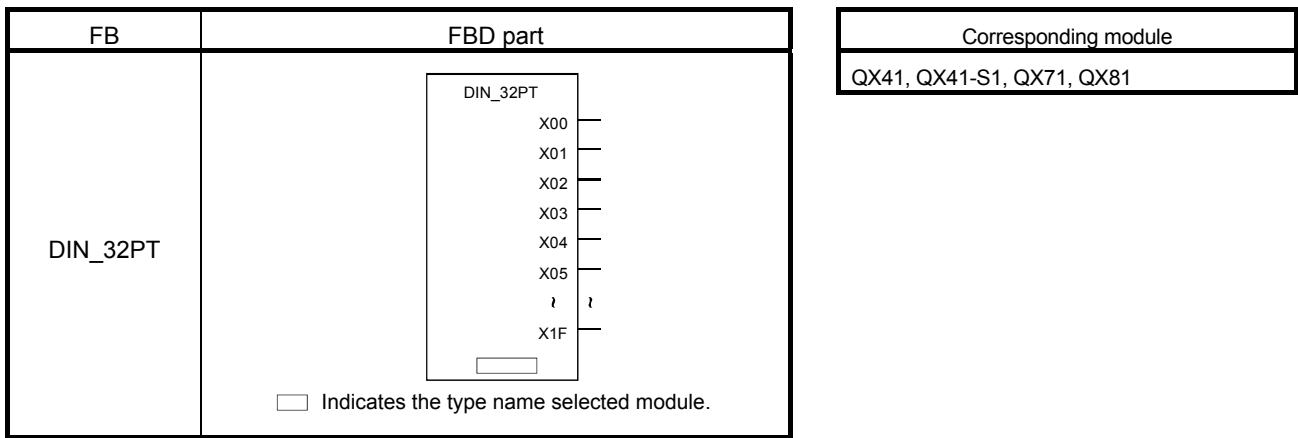 FB
FBD part
DIN_32PT
DIN_32PT
X00
X01
X02
X03
X04
X05
~ ~
X1F
Indicates the type name selected module.
Corresponding module
QX41, QX41-S1, QX71, QX81